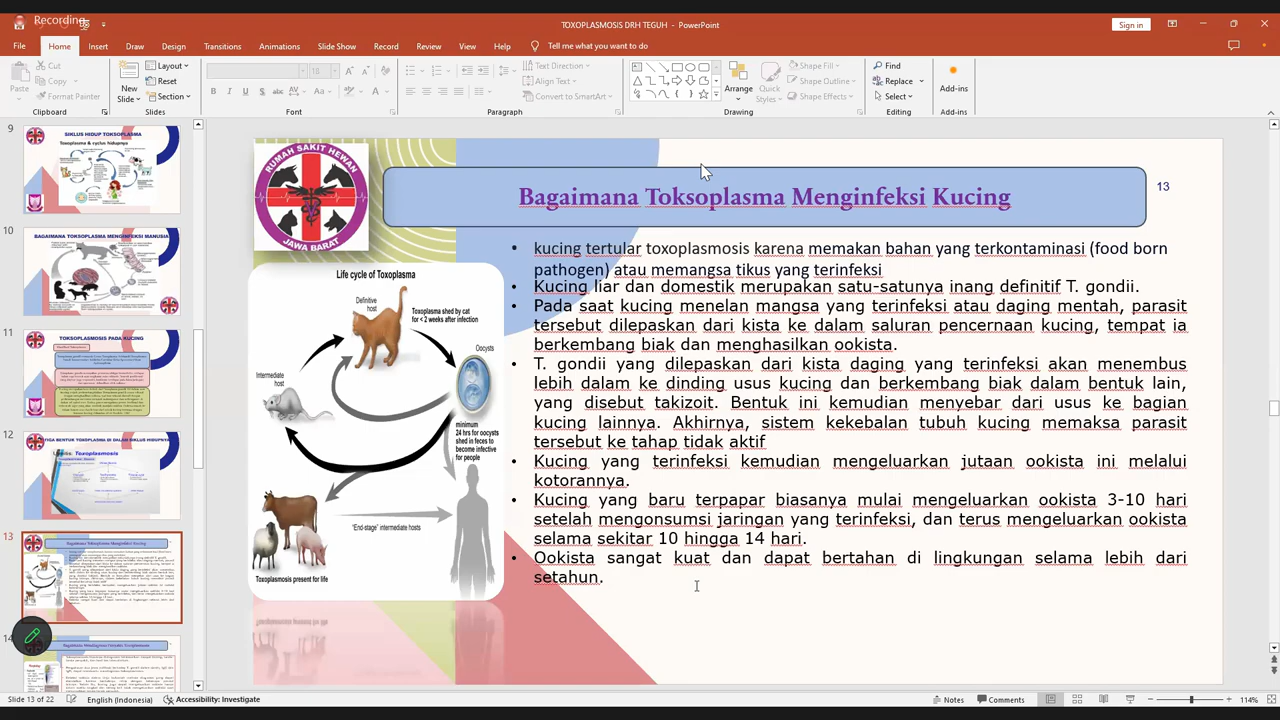 Recording
TOXOPLASMOSIS DRH TEGUH - PowerPoint
Sign in
File Home Insert Draw Design Transitions Animations Slide Show Record Review View Help Tell me what you want to do
Paste
Cut
Copy
Format Painter
Clipboard
New
Slide
Layout
Reset
Section
Slides
18
Font
Paragraph
Text Direction
Align Text
Convert to SmartArt
Arrange
Quick
Styles
Shape Fill
Shape Outline
Shape Effects
Drawing
Find
Replace
Select
Editing
Add-ins
Add-ins
9
SIKLUS HIDUP TOKSOPLASMA
Toxoplasma & cyclus hidupnya
10
BAGAIMANA TOKSOPLASMA MENGINFEKSI MANUSIA
11
TOKSOPLASMOSIS PADA KUCING
12
TIGA BENTUK TOXOPLASMA DI DALAM SIKLUS HIDUPNYA
Toxoplasmosis
13
Bagaimana Toksoplasma Menginfeksi Kucing
14
RUMAH SAKIT HEWAN
JAWA BARAT
Bagaimana Toksoplasma Menginfeksi Kucing
13
Life cycle of Toxoplasma
Definitive
host
Toxoplasma shed by cat
for < 2 weeks after infection
Oocysts
Intermediate
host
minimum
24 hrs for oocysts
shed in feces to
become infective
for people
"End-stage" intermediate hosts
Toxoplasmosis present for life
• kucing tertular toxoplasmosis karena memakan bahan yang terkontaminasi (food born
pathogen) atau memangsa tikus yang terinfeksi
• Kucing liar dan domestik merupakan satu-satunya inang definitif T. gondii.
Pada saat kucing menelan mangsa yang terinfeksi atau daging mentah, parasit
tersebut dilepaskan dari kista ke dalam saluran pencernaan kucing, tempat ia
berkembang biak dan menghasilkan ookista.
• T.gondii yang dilepaskan dari kista daging yang terinfeksi akan menembus
lebih dalam ke dinding usus kucing dan berkembang biak dalam bentuk lain,
yang disebut takizoit. Bentuk ini kemudian menyebar dari usus ke bagian
kucing lainnya. Akhirnya, sistem kekebalan tubuh kucing memaksa parasit
tersebut ke tahap tidak aktif
Kucing yang terinfeksi kemudian mengeluarkan jutaan ookista ini melalui
kotorannya.
• Kucing yang baru terpapar biasanya mulai mengeluarkan ookista 3-10 hari
setelah mengonsumsi jaringan yang terinfeksi, dan terus mengeluarkan ookista
selama sekitar 10 hingga 14 hari.
Ookista sangat kuat dan dapat bertahan di lingkungan selama lebih dari
setahun.
Slide 13 of 22
English (Indonesia)
Accessibility: Investigate
Notes
Comments
114%